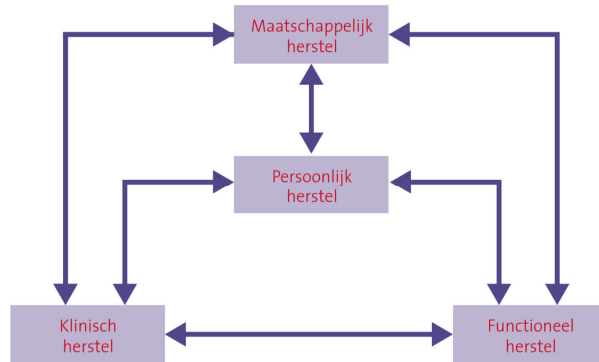 Maatschappelijk
herstel
Persoonlijk
herstel
Klinisch
herstel
Functioneel
herstel